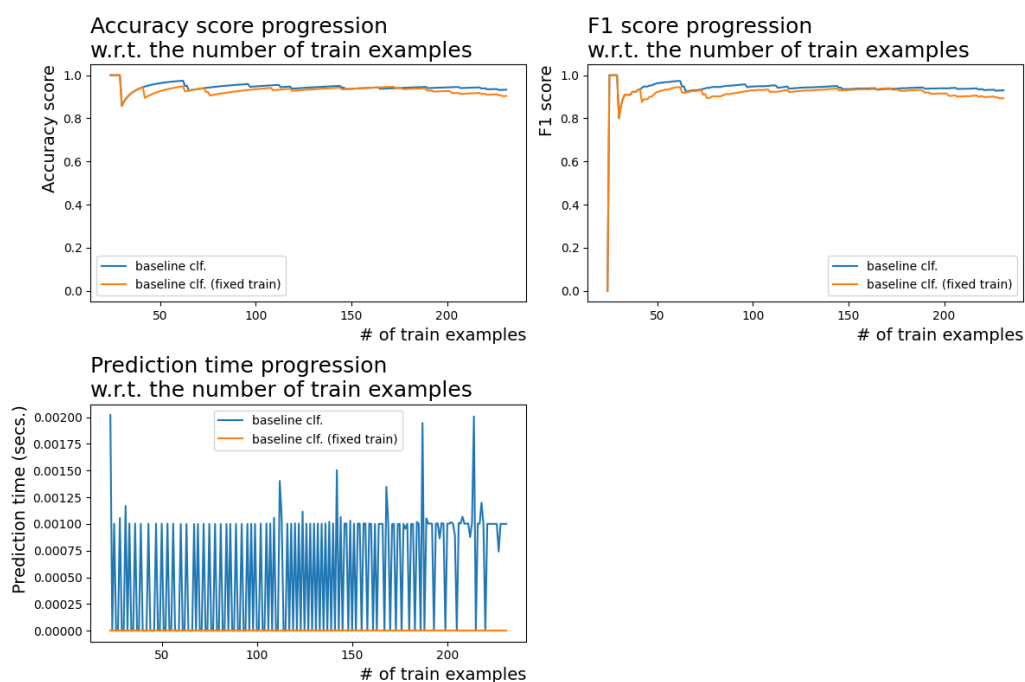 Accuracy score progression
w.r.t. the number of train examples
Accuracy score
1.0
0.8
0.6
0.4
0.2
0.0
baseline clf.
baseline clf. (fixed train)
50
100
150
200
# of train examples
F1 score progression
w.r.t. the number of train examples
F1 score
1.0
0.8
0.6
0.4
0.2
0.0
baseline clf.
baseline clf. (fixed train)
50
100
150
200
# of train examples
Prediction time progression
w.r.t. the number of train examples
Prediction time (secs.)
0.00200
0.00175
0.00150
0.00125
0.00100
0.00075
0.00050
0.00025
0.00000
baseline clf.
baseline clf. (fixed train)
50
100
150
200
# of train examples